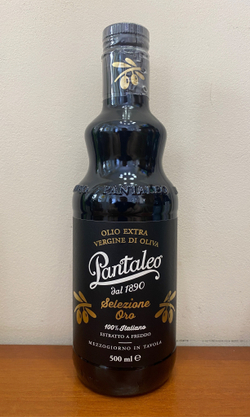 PANTALEO
OLIO EXTRA
VERGINE DI OLIVA
Pantaleo
dal 1890
Selezione
Oro
100% Italiano
ESTRATTO A FREDDO
MEZZOGIORNO IN TAVOLA
500 ml e